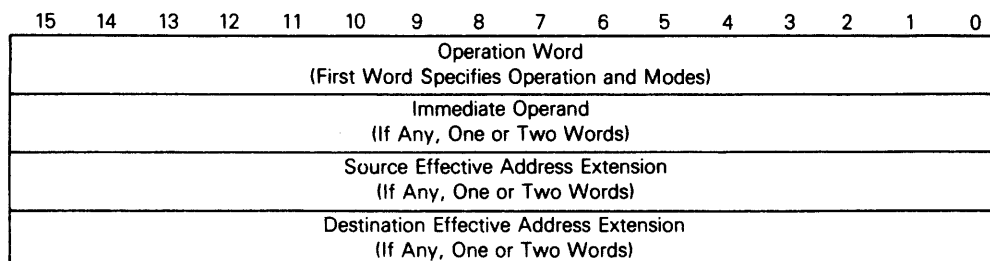 15 14 13 12 11 10 9 8 7 6 5 4 3 2 1 0
Operation Word
(First Word Specifies Operation and Modes)
Immediate Operand
(If Any, One or Two Words)
Source Effective Address Extension
(If Any, One or Two Words)
Destination Effective Address Extension
(If Any, One or Two Words)